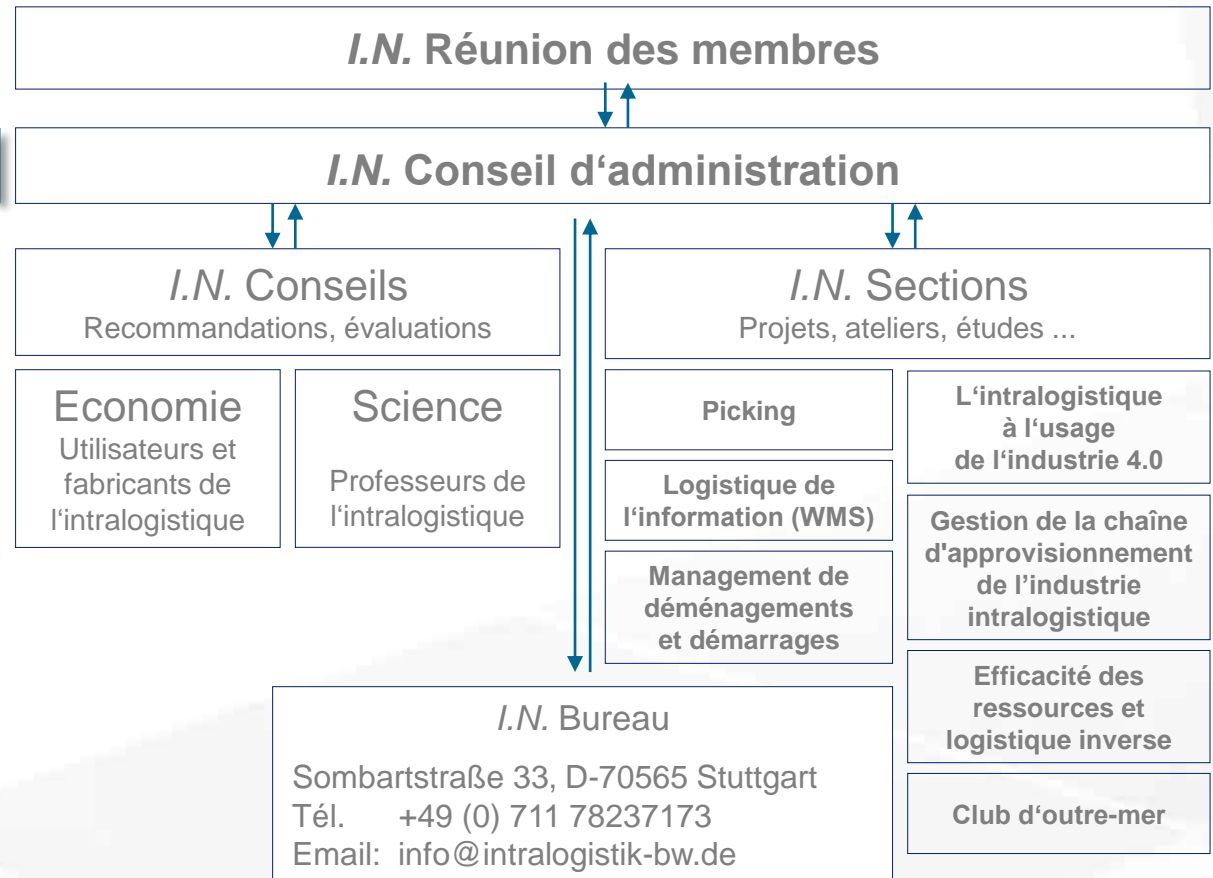 I.N. Réunion des membres
I.N. Conseil d‘administration
I.N. Conseils
Recommandations, évaluations
Economie
Utilisateurs et
fabricants de
l‘intralogistique
Science
Professeurs de
l‘intralogistique
I.N. Sections
Projets, ateliers, études ...
Picking
Logistique de
l‘information (WMS)
Management de
déménagements
et démarrages
L‘intralogistique
à l‘usage
de l‘industrie 4.0
Gestion de la chaîne
d'approvisionnement
de l’industrie
intralogistique
Efficacité des
ressources et
logistique inverse
Club d‘outre-mer
I.N. Bureau
Sombartstraße 33, D-70565 Stuttgart
Tél. +49 (0) 711 78237173
Email: info@intralogistik-bw.de